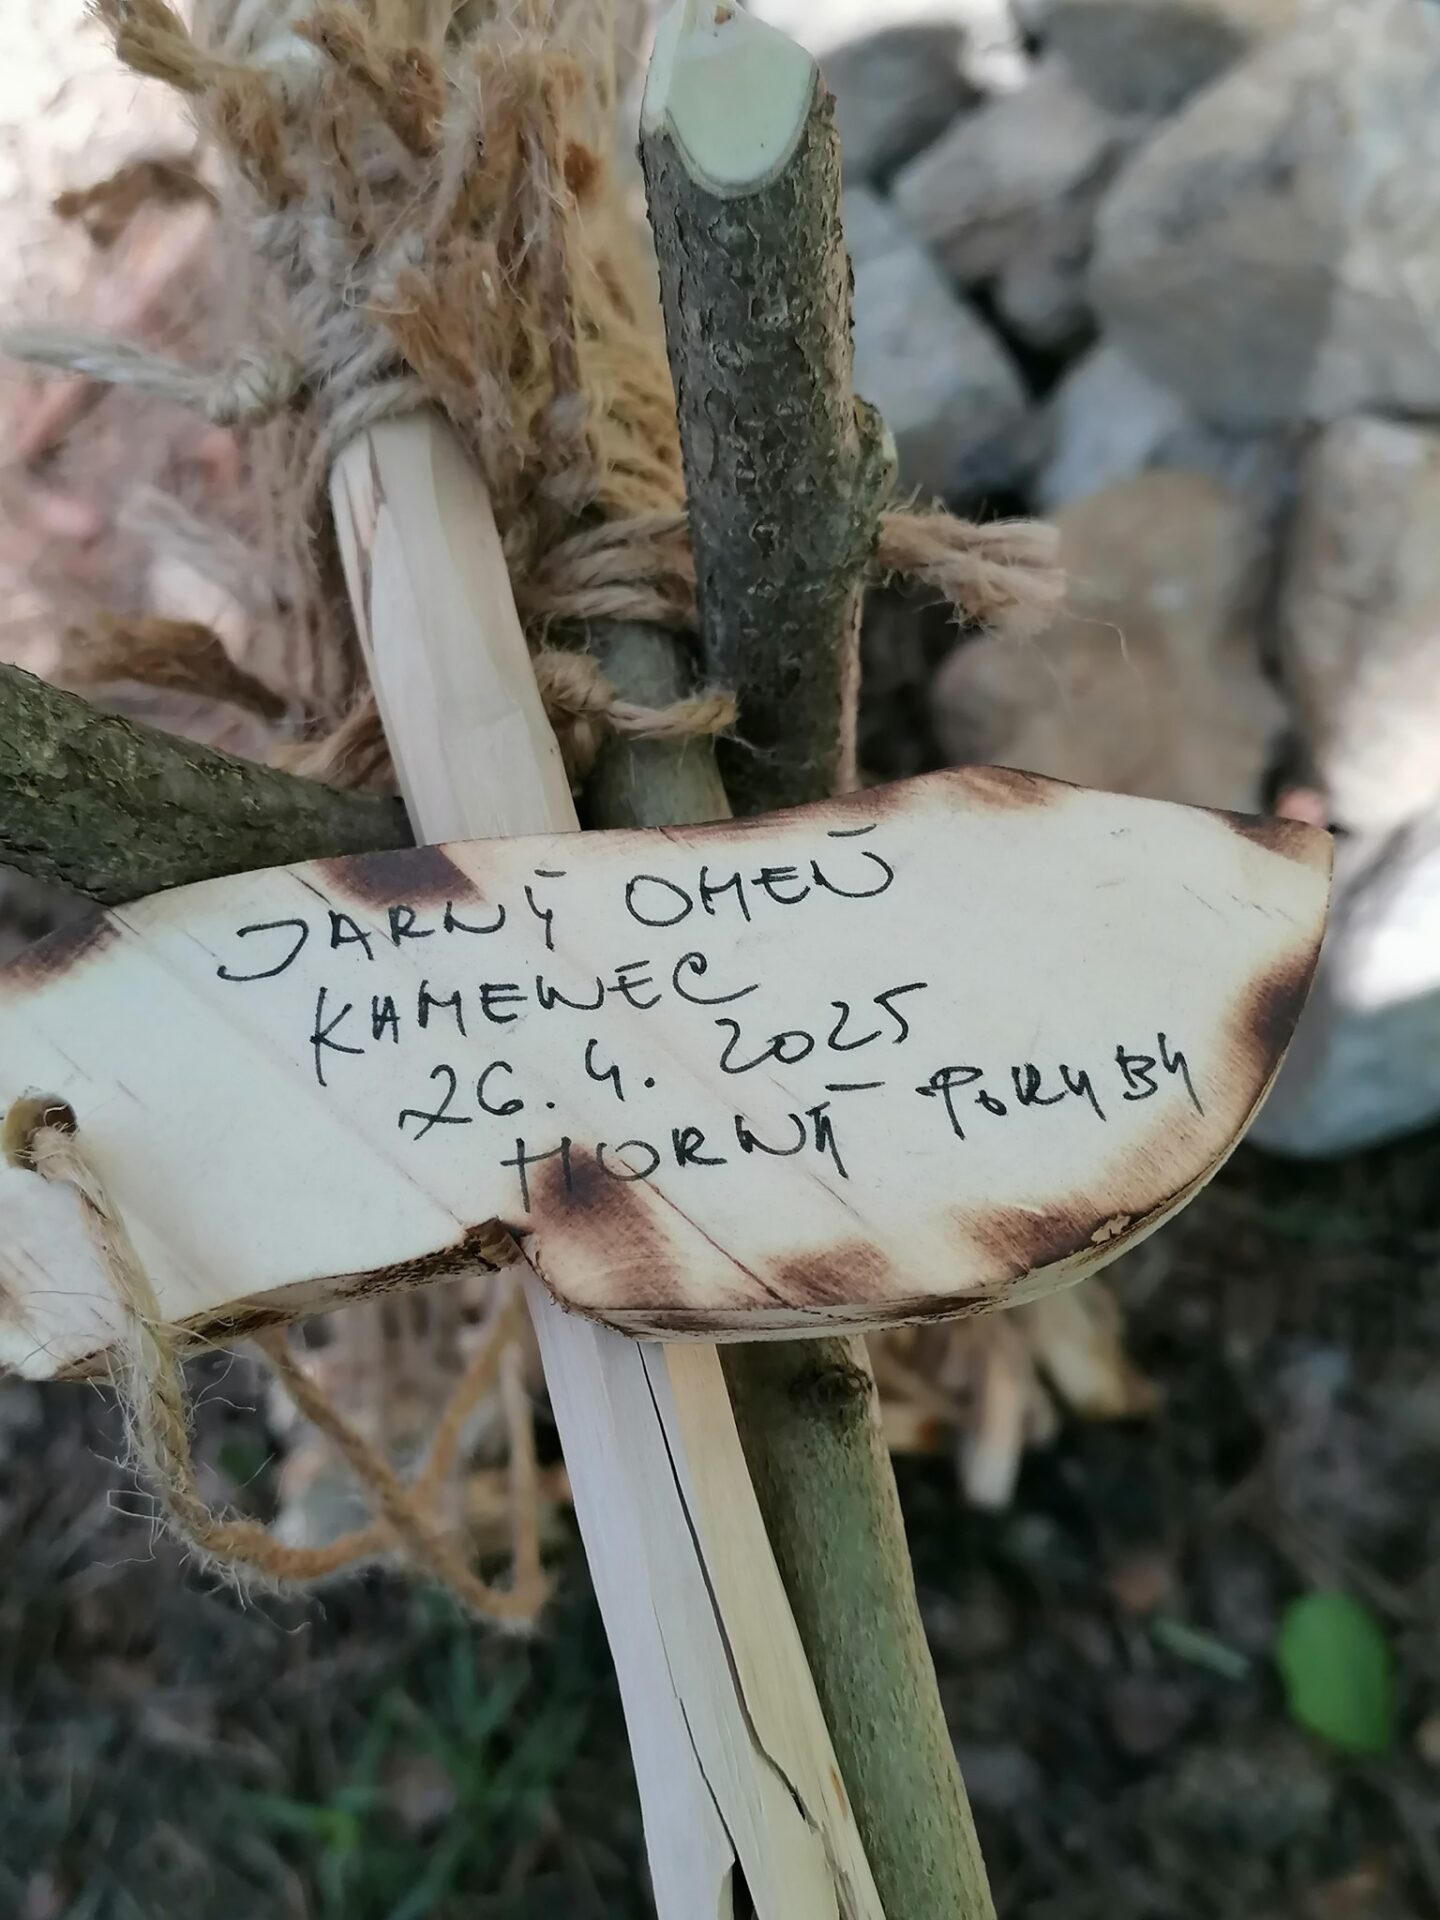 JARNÝ OHEŇ
KAMENEC
26. 4. 2025
HORNÁ PORUBA